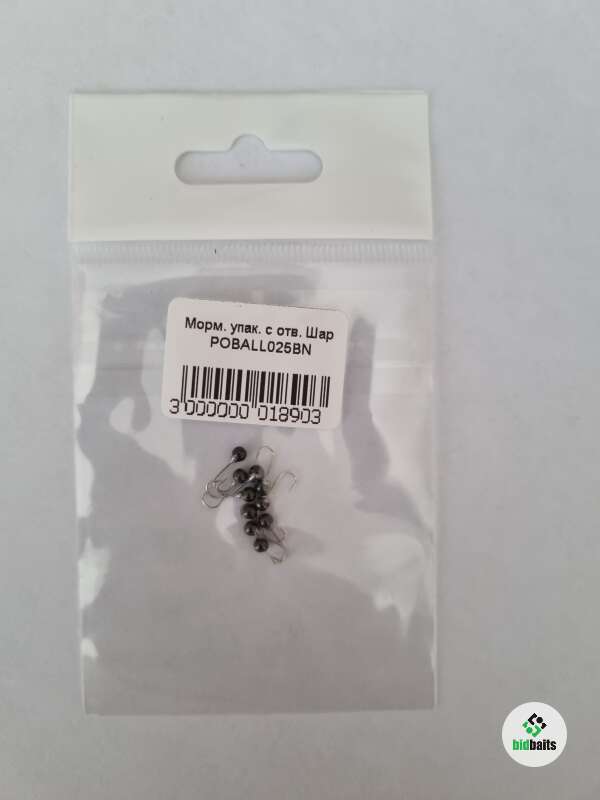 Морм. упак. с отв. Шар
POBALL025BN
3 000000 018903
bidbaits